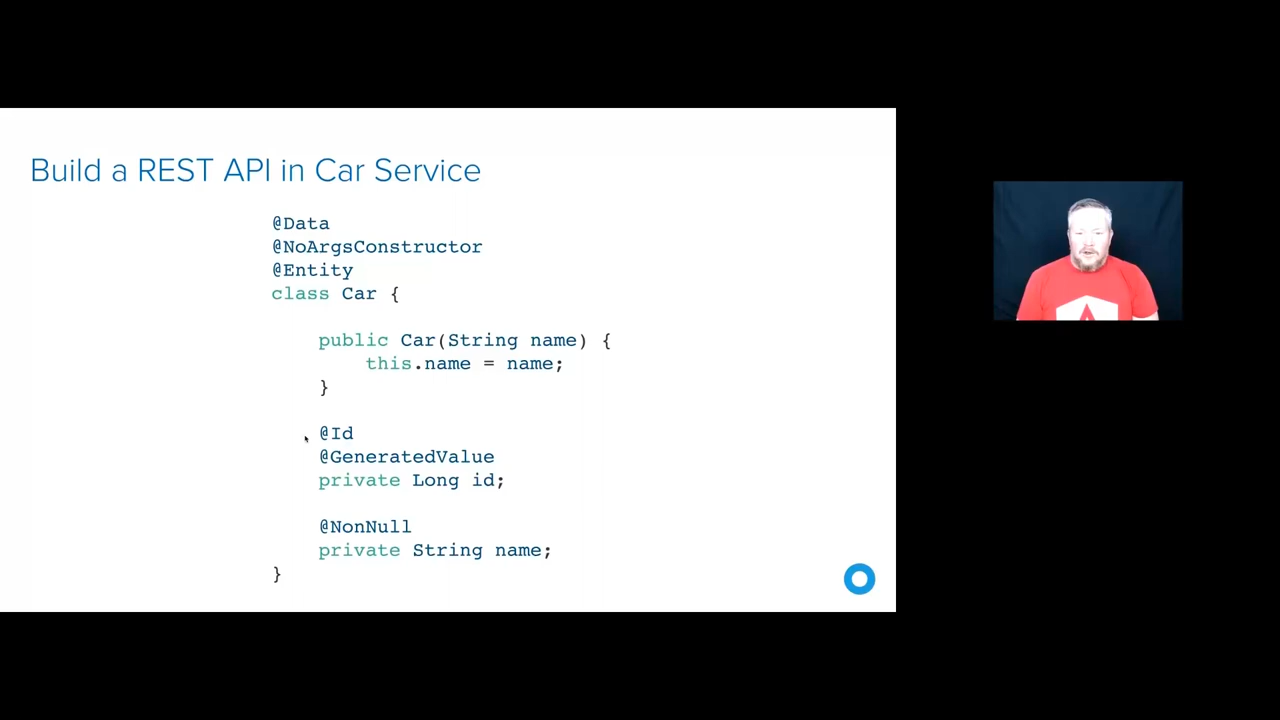 Build a REST API in Car Service
@Data
@NoArgsConstructor
@Entity
class Car {
public Car(String name) {
this.name = name;
}
@Id
@GeneratedValue
private Long id;
@NonNull
private String name;
}